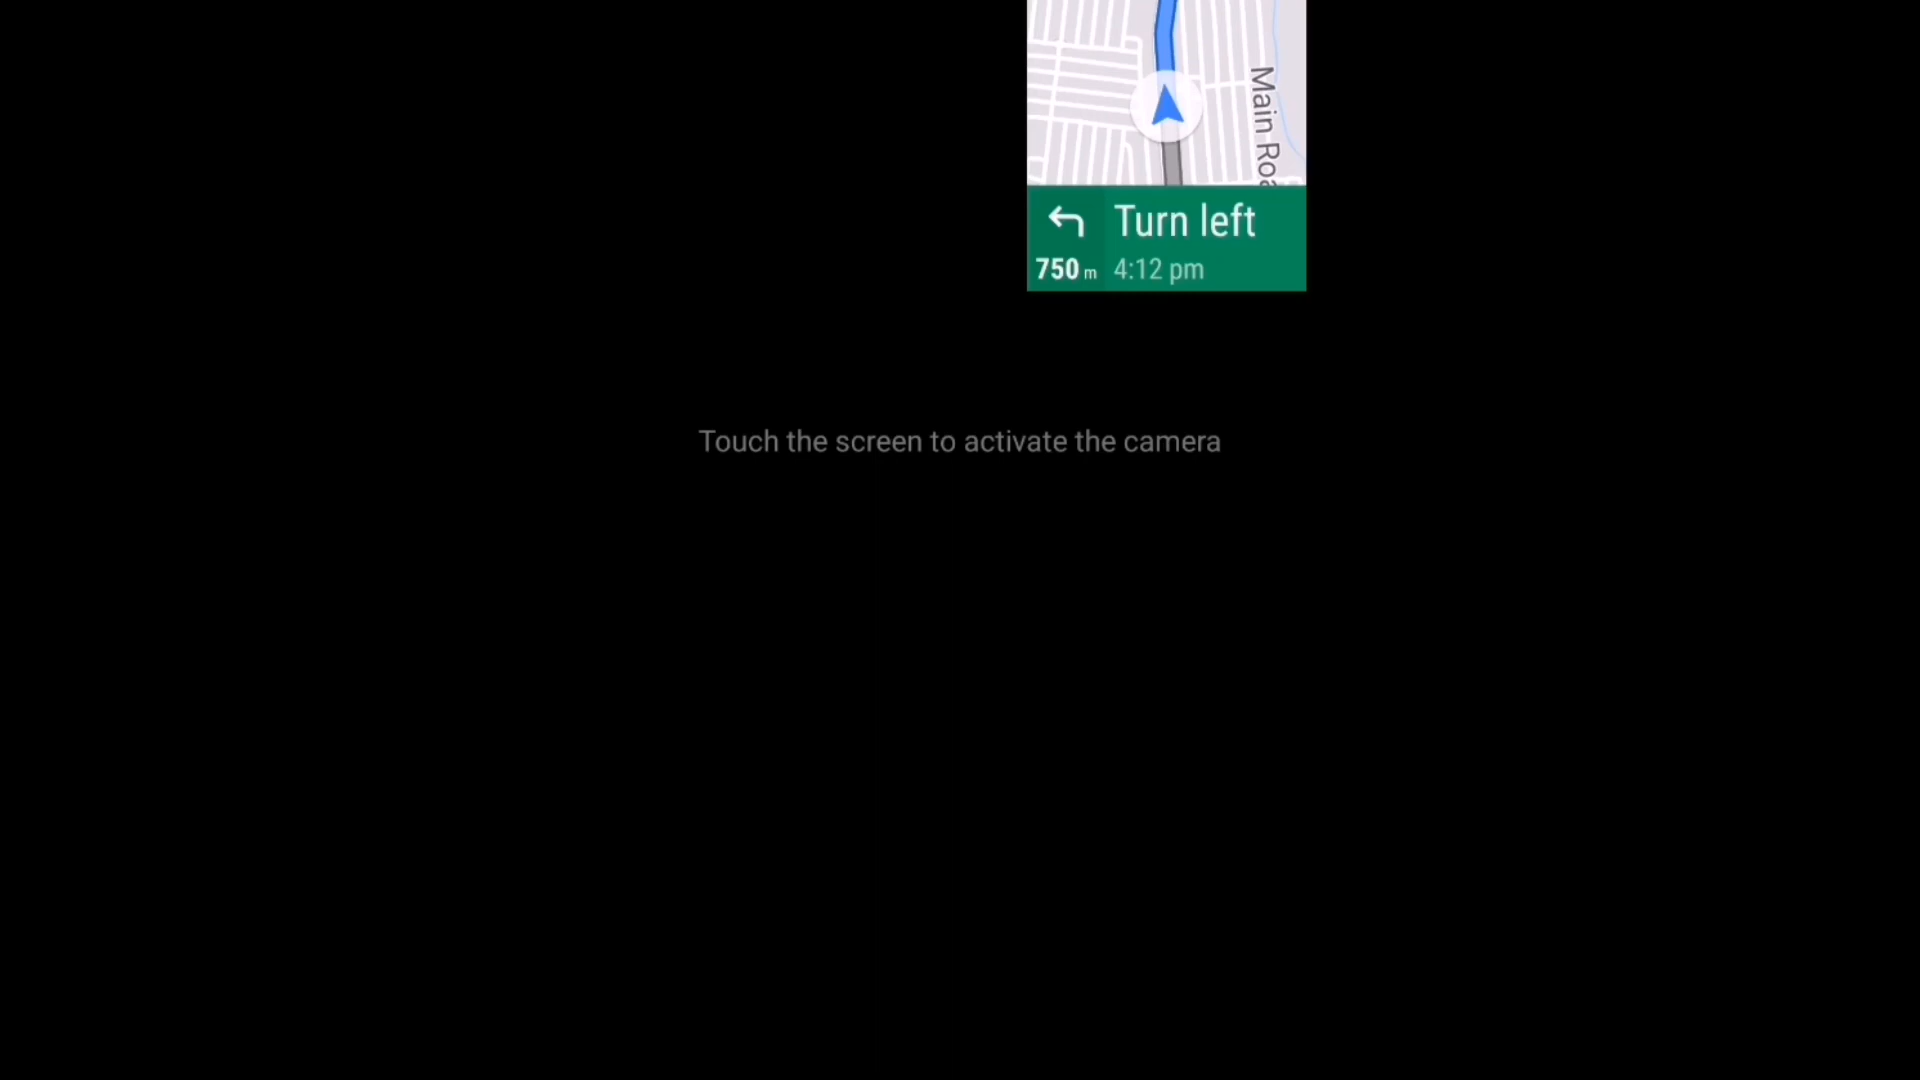 Main Roa
Turn left
750 m 4:12 pm
Touch the screen to activate the camera